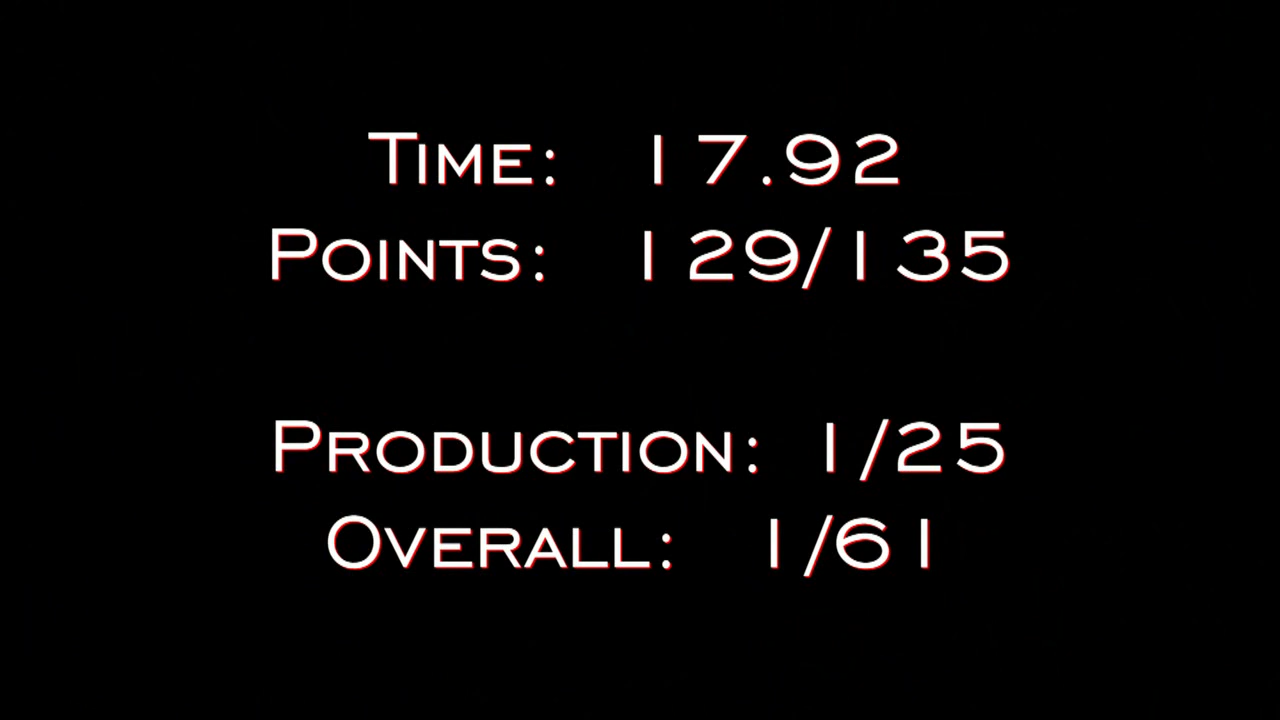 Time: 17.92
Points: 129/135
Production: 1/25
Overall: 1/61